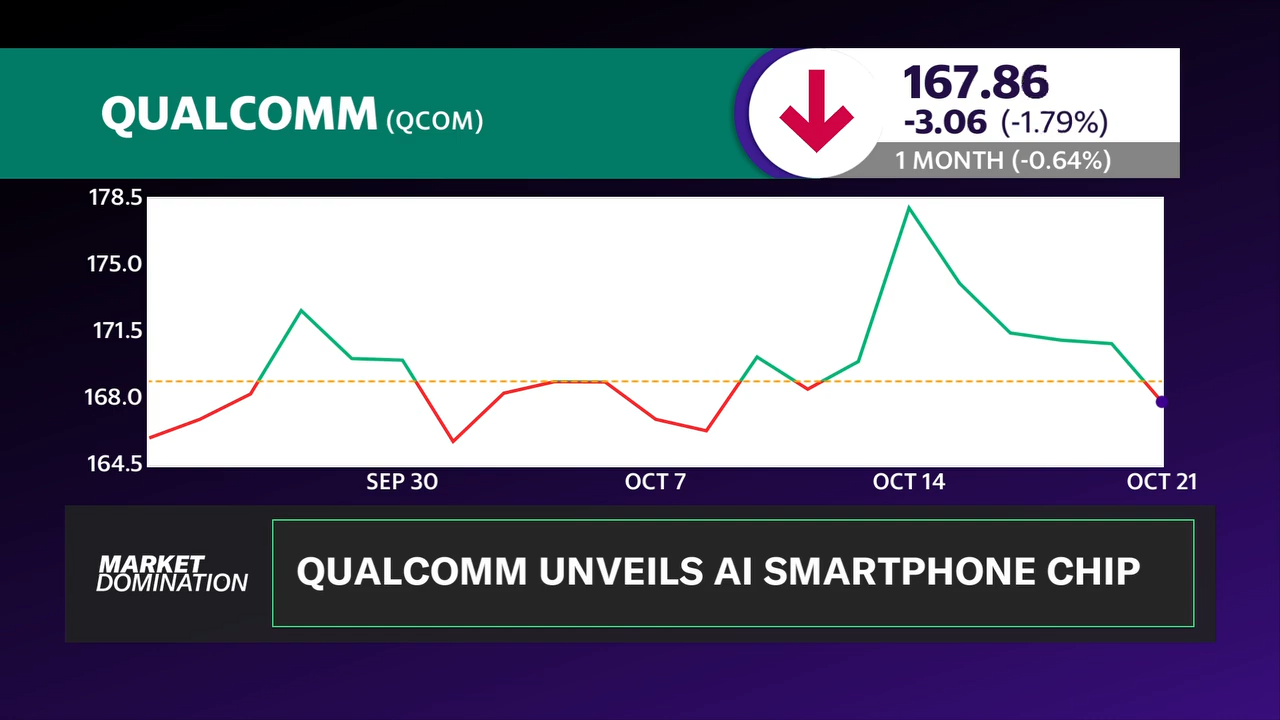 QUALCOMM (QCOM)
167.86
-3.06 (-1.79%)
1 MONTH (-0.64%)
178.5
175.0
171.5
168.0
164.5
SEP 30 OCT 7 OCT 14 OCT 21
MARKET
DOMINATION
QUALCOMM UNVEILS AI SMARTPHONE CHIP